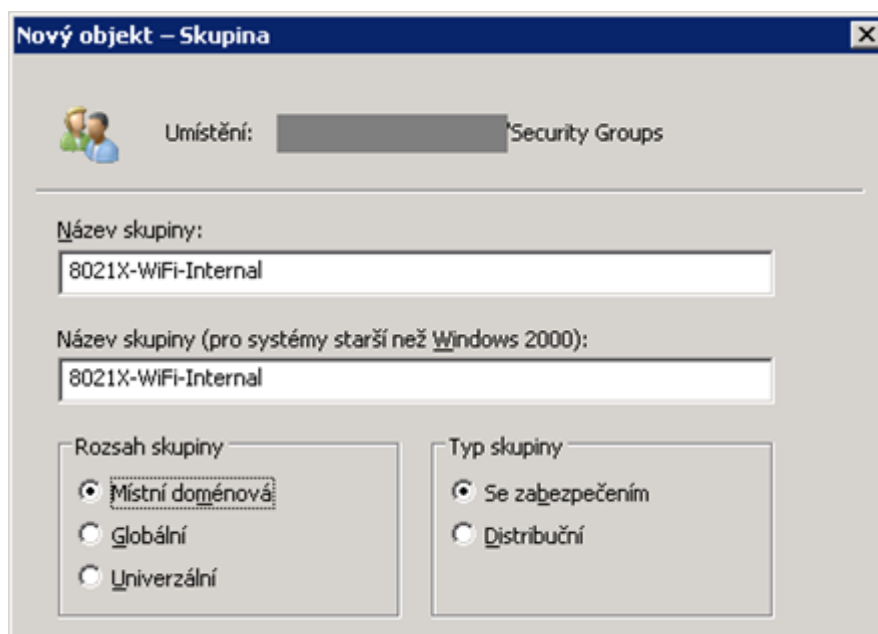 Nový objekt – Skupina
Umístění: /Security Groups
Název skupiny:
8021X-WiFi-Internal
Název skupiny (pro systémy starší než Windows 2000):
8021X-WiFi-Internal
Rozsah skupiny
Místní doménová
Globální
Univerzální
Typ skupiny
Se zabezpečením
Distribuční